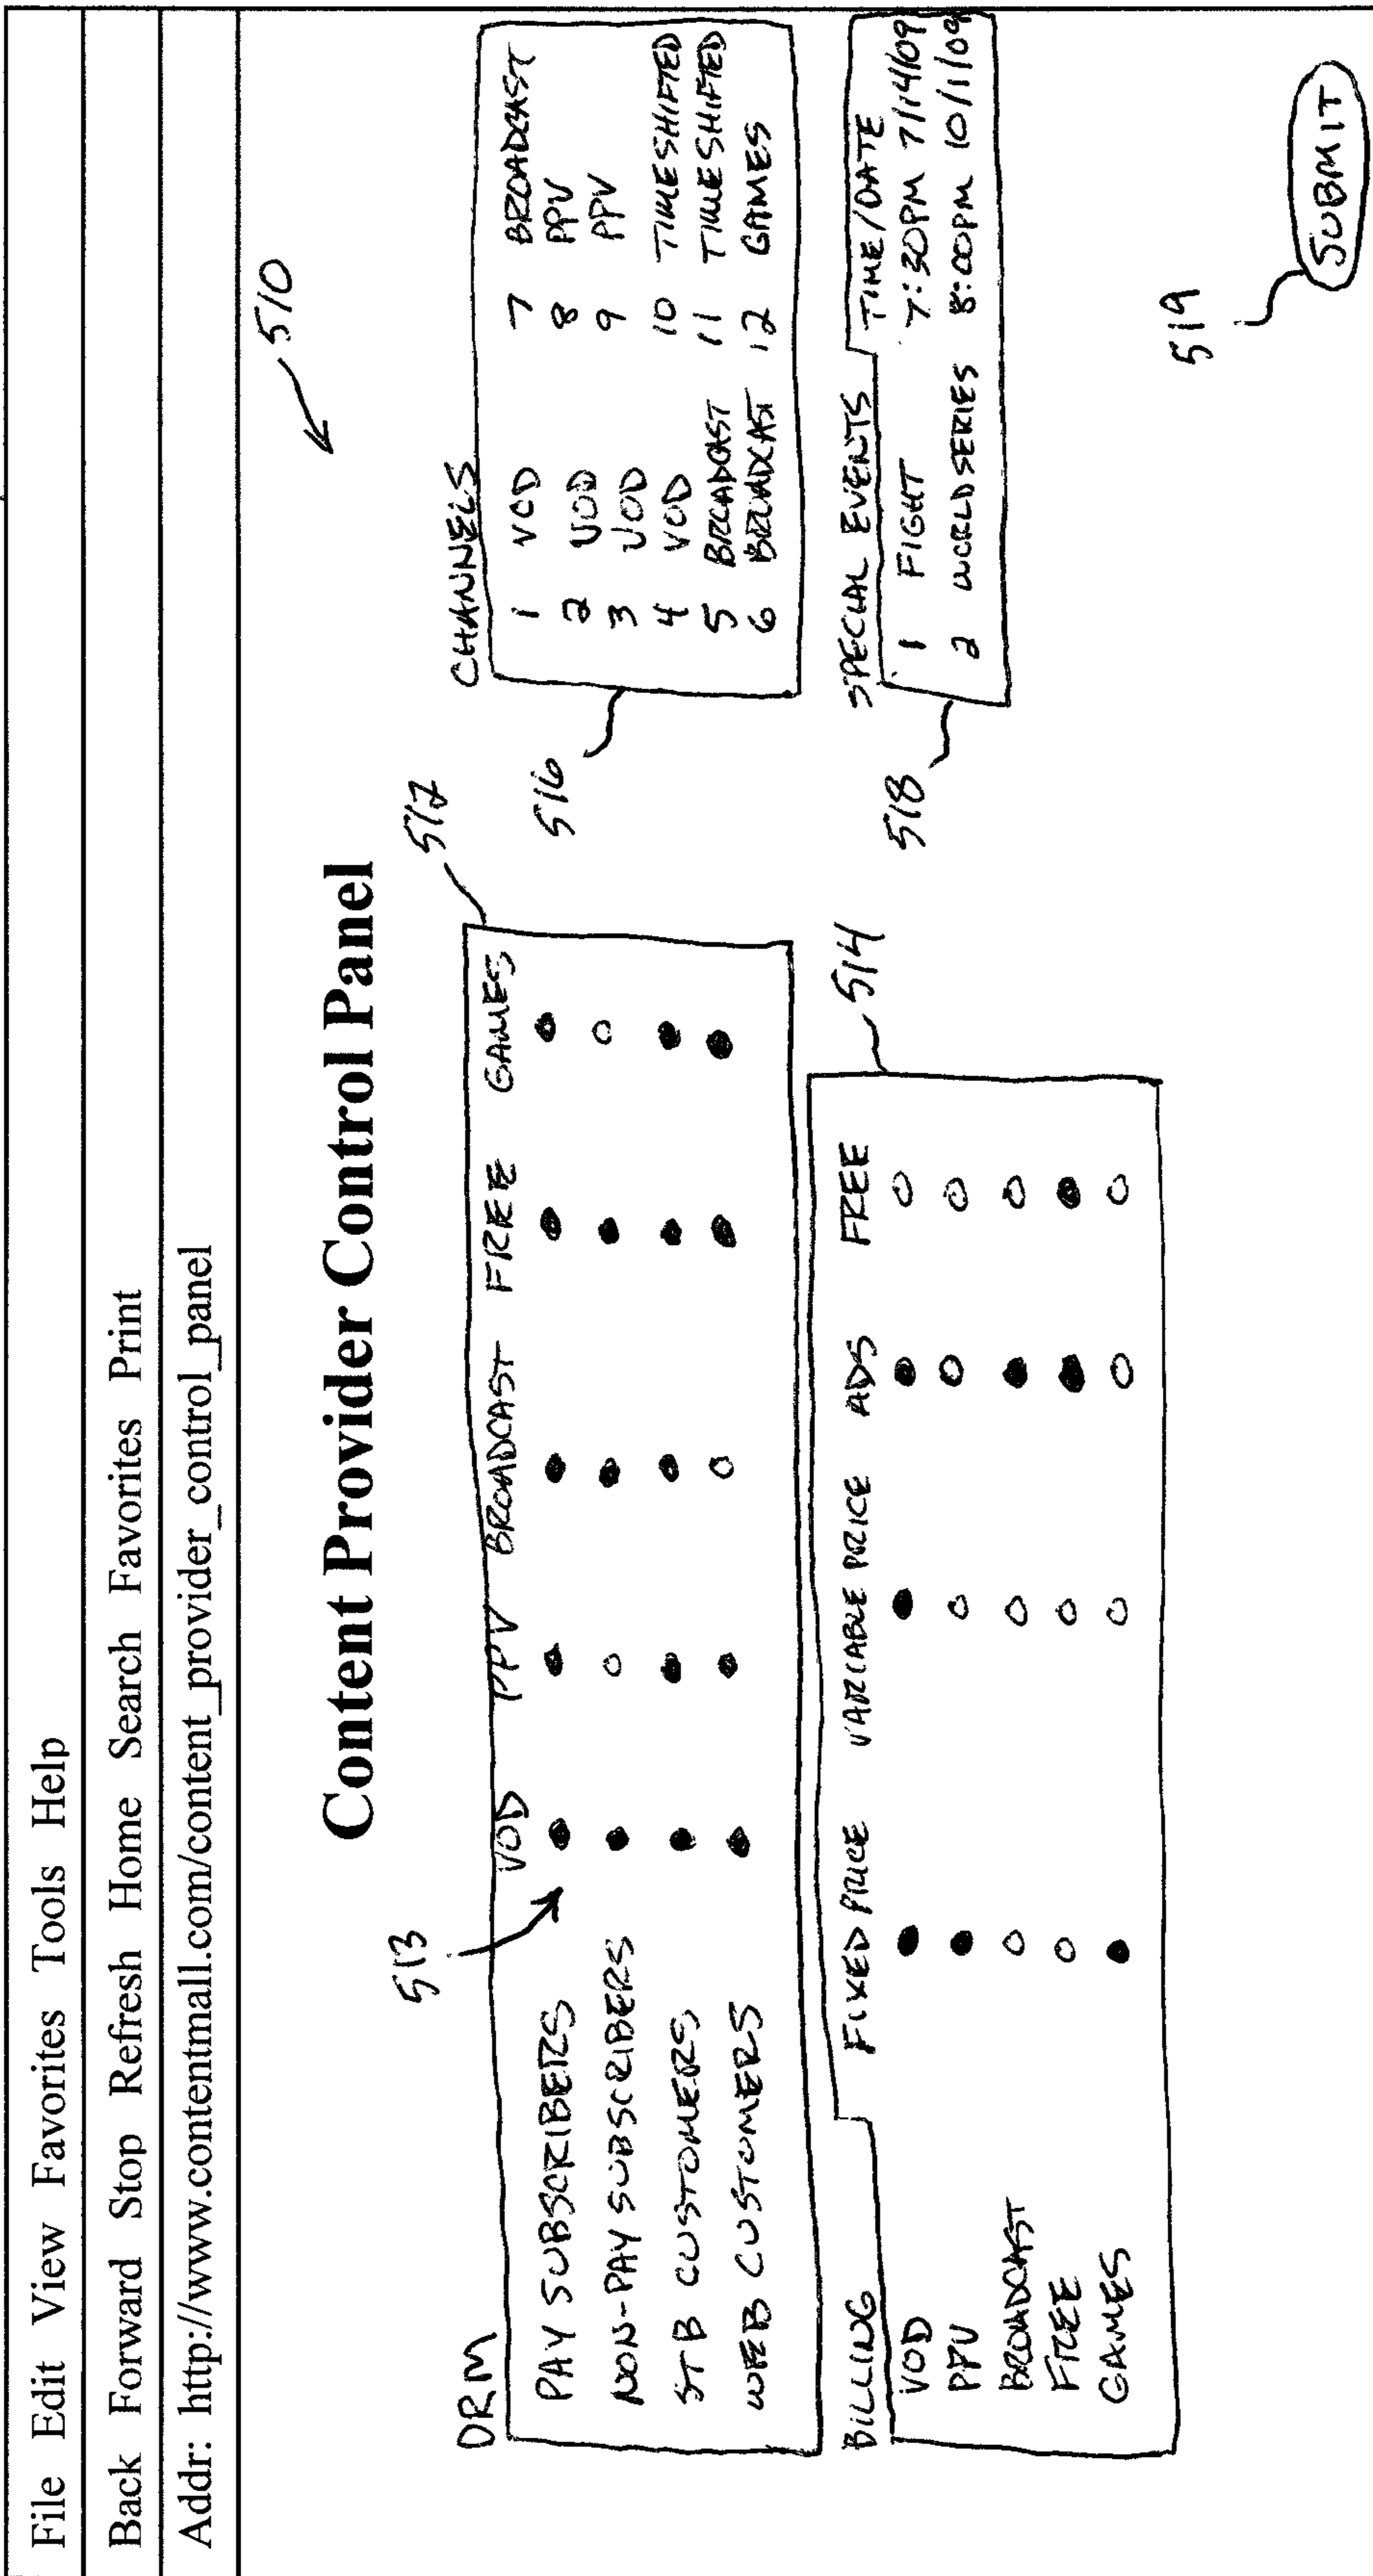 File Edit View Favorites Tools Help
Back Forward Stop Refresh Home Search Favorites Print
Addr: http://www.contentmall.com/content_provider_control_panel
510
Content Provider Control Panel
513
512
DRM
VOD PPV BROADCAST FREE GAMES
PAY SUBSCRIBERS
NON-PAY SUBSCRIBERS
STB CUSTOMERS
WEB CUSTOMERS
BILLING
FIXED PRICE VARIABLE PRICE ADS FREE
VOD
PPV
BROADCAST
FREE
GAMES
514
CHANNELS
1 VOD 7 BROADCAST
2 VOD 8 PPV
3 VOD 9 PPV
4 VOD 10 TIMESHIFTED
5 BROADCAST 11 TIMESHIFTED
6 BROADCAST 12 GAMES
516
SPECIAL EVENTS TIME/DATE
1 FIGHT 7:30PM 7/14/09
2 WORLD SERIES 8:00PM 10/1/09
518
519
SUBMIT